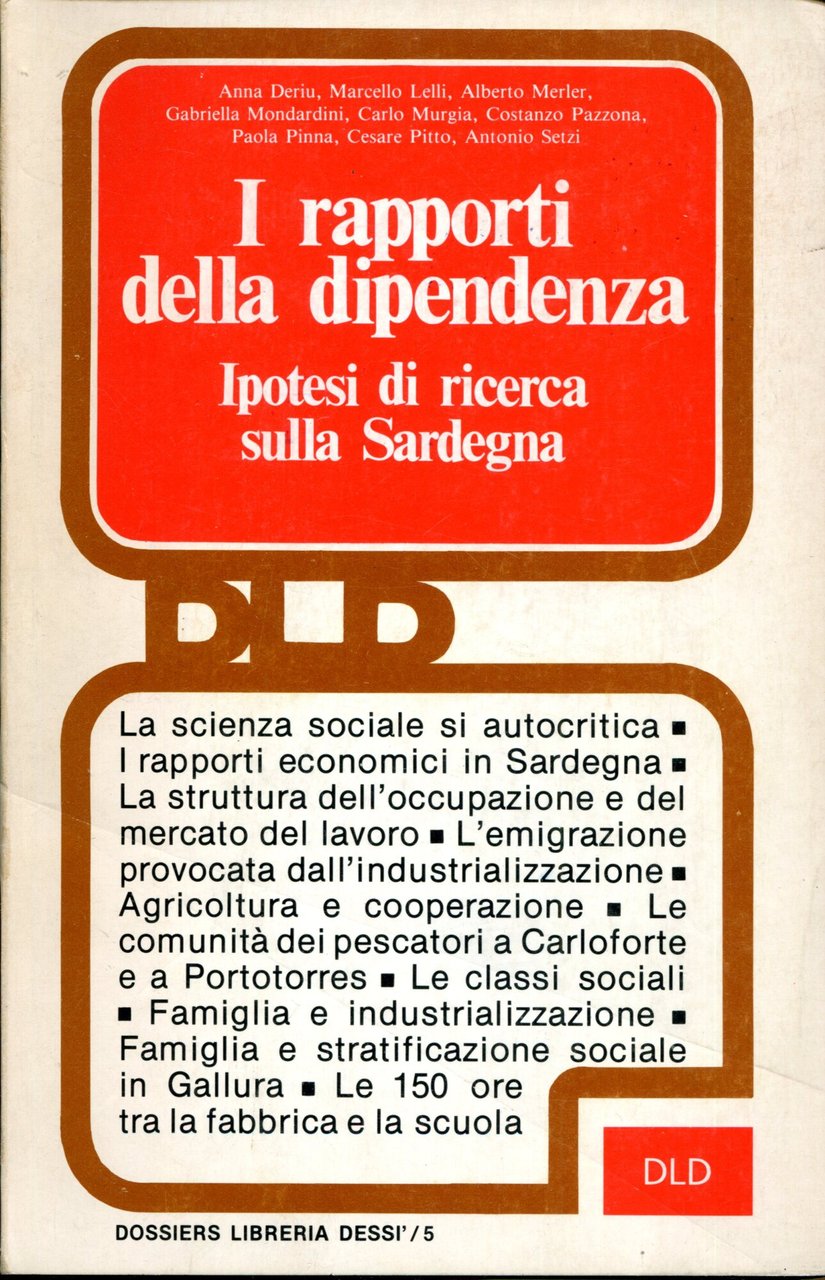 Anna Deriu, Marcello Lelli, Alberto Merler,
Gabriella Mondardini, Carlo Murgia, Costanzo Pazzona,
Paola Pinna, Cesare Pitto, Antonio Setzi
I rapporti
della dipendenza
Ipotesi di ricerca
sulla Sardegna
DLD
La scienza sociale si autocritica ■
I rapporti economici in Sardegna ■
La struttura dell'occupazione e del
mercato del lavoro ■ L'emigrazione
provocata dall'industrializzazione ■
Agricoltura e cooperazione ■ Le
comunità dei pescatori a Carloforte
e a Portotorres ■ Le classi sociali
■ Famiglia e industrializzazione ■
Famiglia e stratificazione sociale
in Gallura ■ Le 150 ore
tra la fabbrica e la scuola
DLD
DOSSIERS LIBRERIA DESSI'/5